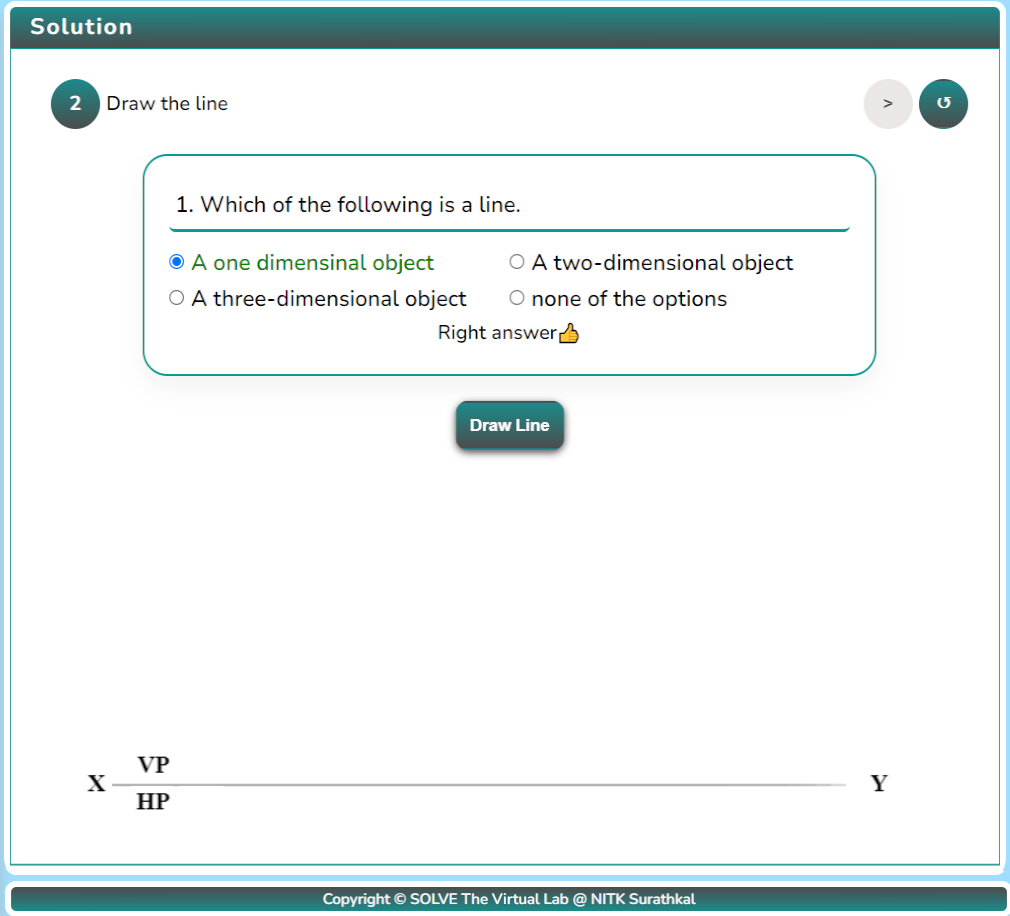 Solution
2 Draw the line > ↺
1. Which of the following is a line.
A one dimensinal object A two-dimensional object
A three-dimensional object none of the options
Right answer👍
Draw Line
VP
X Y
HP
Copyright © SOLVE The Virtual Lab @ NITK Surathkal